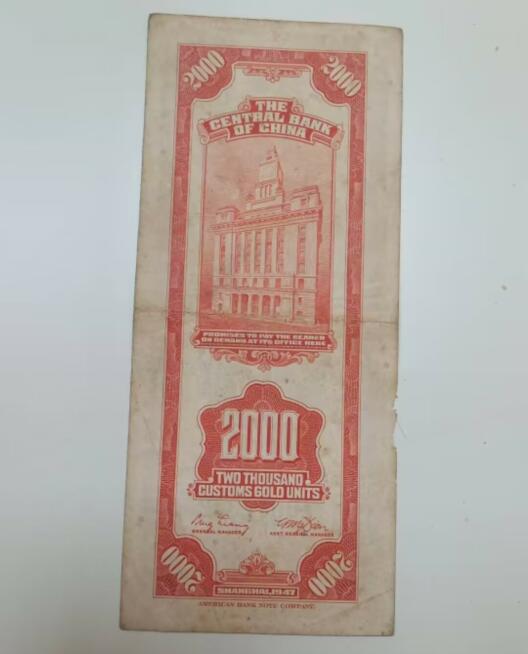 2000 2000
THE
CENTRAL BANK
OF CHINA
PROMISES TO PAY THE BEARER
ON DEMAND AT ITS OFFICE HERE
2000
TWO THOUSAND
CUSTOMS GOLD UNITS
GENERAL MANAGER ASST. GENERAL MANAGER
2000 2000
SHANGHAI, 1947
AMERICAN BANK NOTE COMPANY.